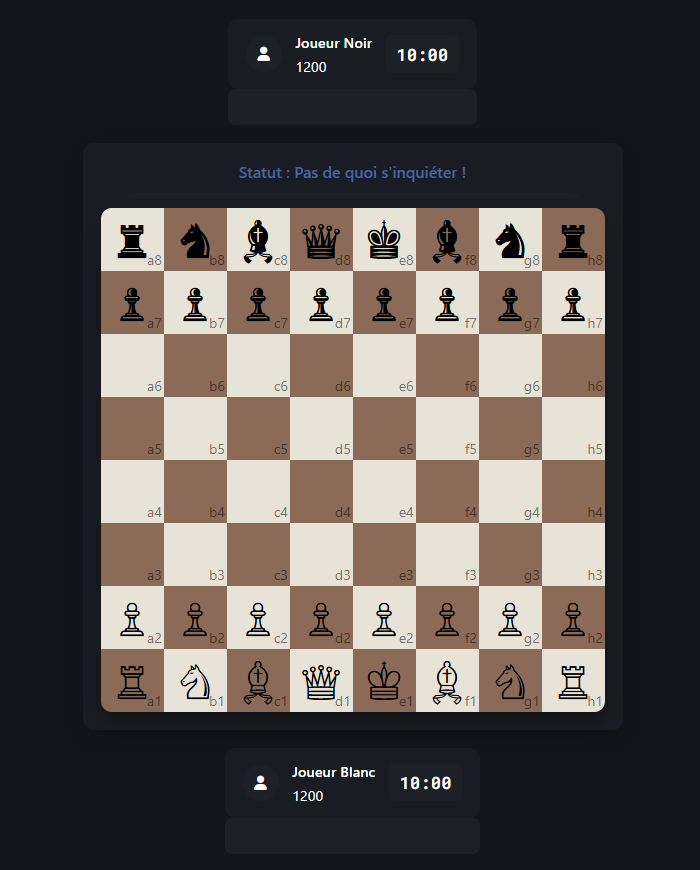 Joueur Noir
1200
10:00
Statut : Pas de quoi s'inquiéter !
a8 b8 c8 d8 e8 f8 g8 h8
a7 b7 c7 d7 e7 f7 g7 h7
a6 b6 c6 d6 e6 f6 g6 h6
a5 b5 c5 d5 e5 f5 g5 h5
a4 b4 c4 d4 e4 f4 g4 h4
a3 b3 c3 d3 e3 f3 g3 h3
a2 b2 c2 d2 e2 f2 g2 h2
a1 b1 c1 d1 e1 f1 g1 h1
Joueur Blanc
1200
10:00